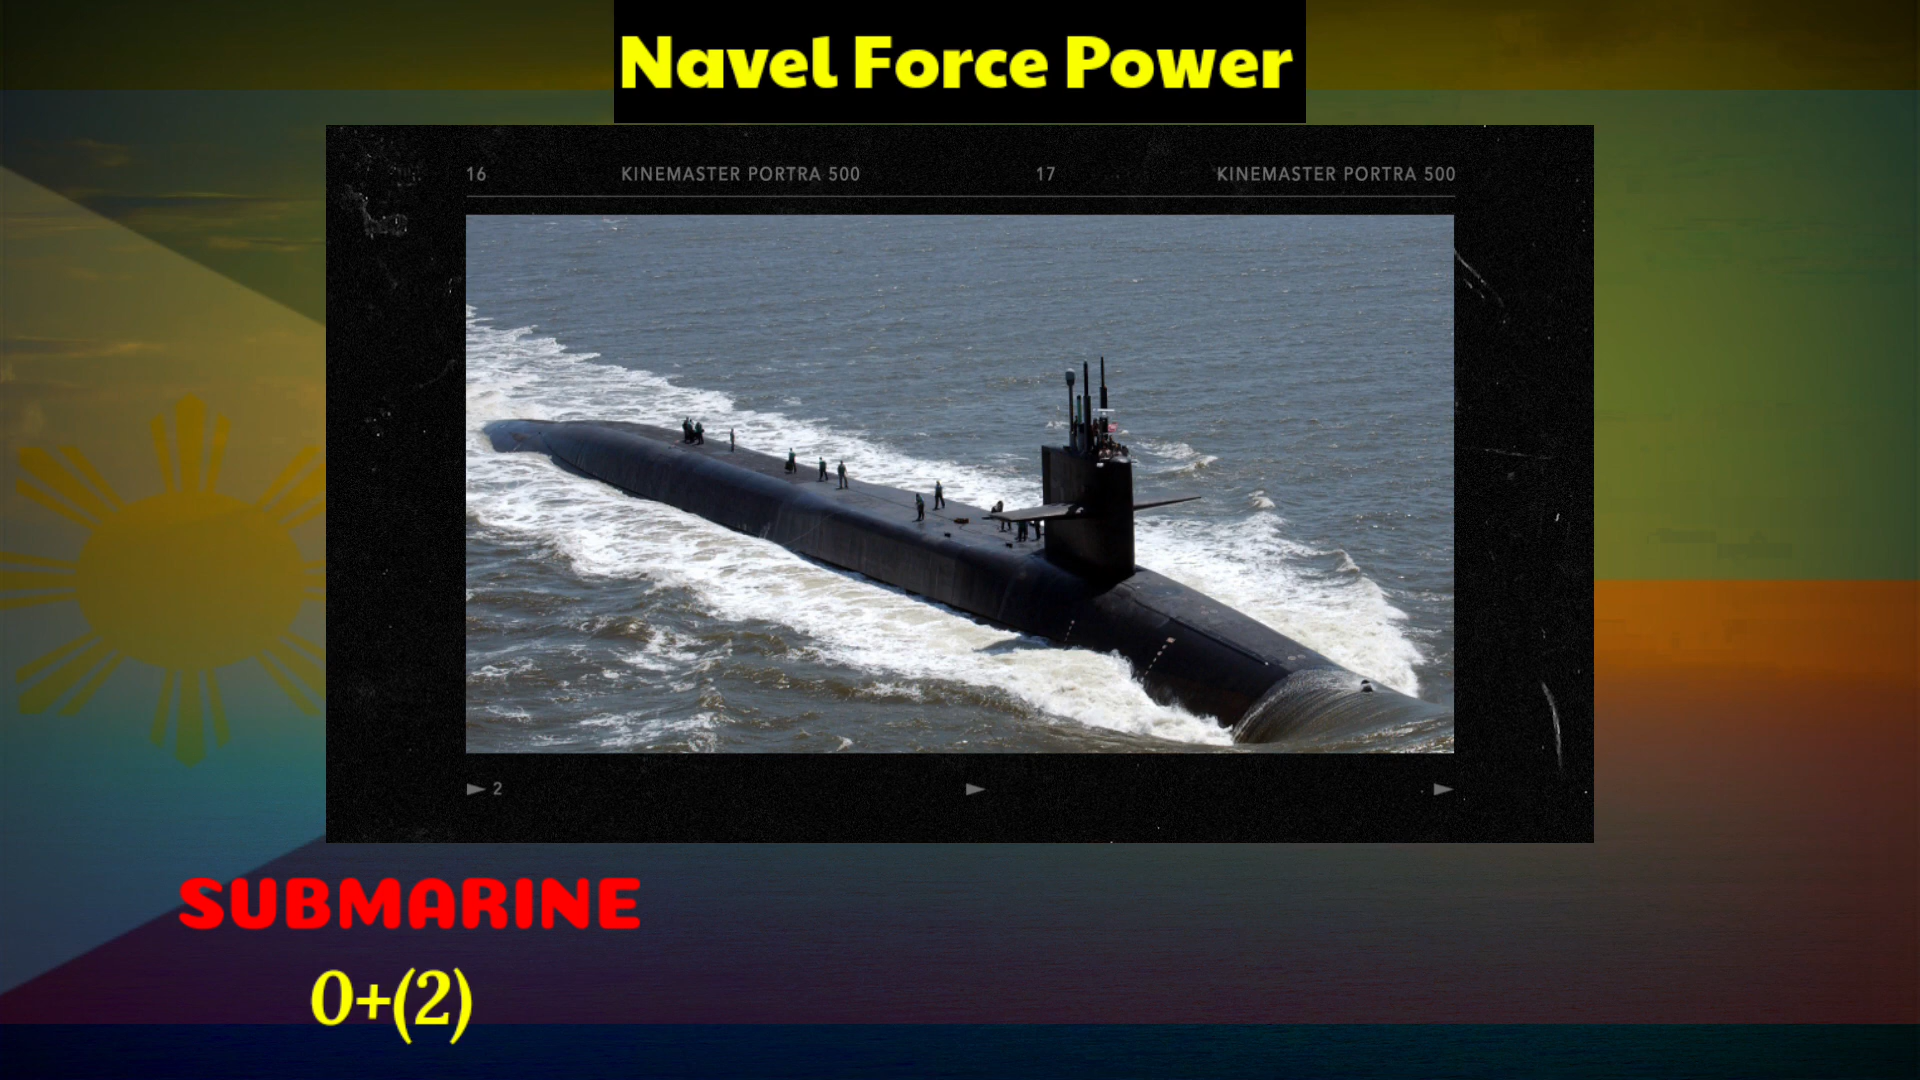 Navel Force Power
16 KINEMASTER PORTRA 500 17 KINEMASTER PORTRA 500
2
SUBMARINE
0+(2)